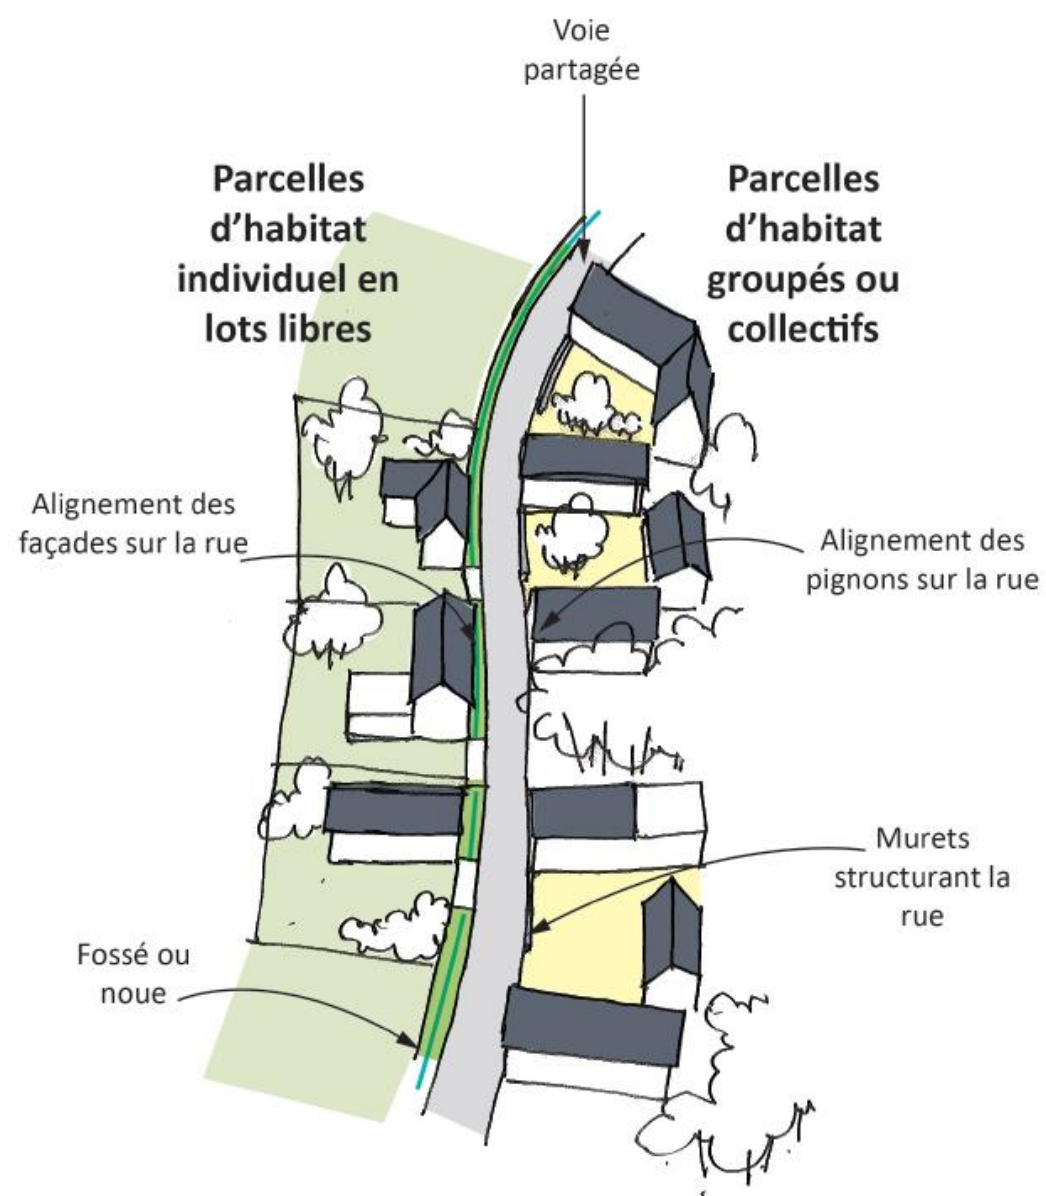 Voie
partagée
Parcelles
d'habitat
individuel en
lots libres
Parcelles
d'habitat
groupés ou
collectifs
Alignement des
façades sur la rue
Alignement des
pignons sur la rue
Murets
structurant la
rue
Fossé ou
noue